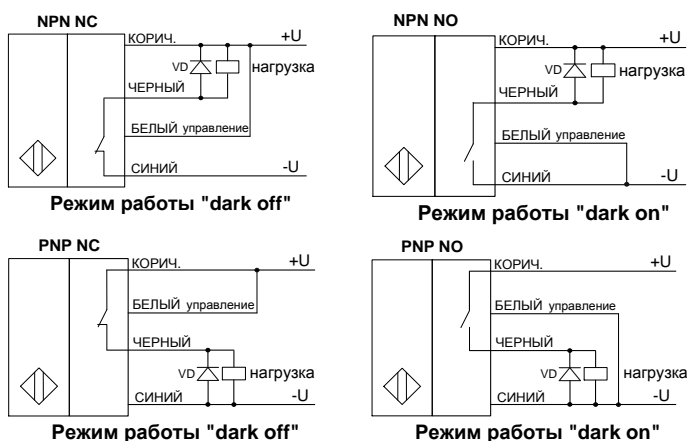 NPN NC
КОРИЧ. +U
VD нагрузка
ЧЕРНЫЙ
БЕЛЫЙ управление
СИНИЙ -U
Режим работы "dark off"
NPN NO
КОРИЧ. +U
VD нагрузка
ЧЕРНЫЙ
БЕЛЫЙ управление
СИНИЙ -U
Режим работы "dark on"
PNP NC
КОРИЧ. +U
БЕЛЫЙ управление
ЧЕРНЫЙ
VD нагрузка
СИНИЙ -U
Режим работы "dark off"
PNP NO
КОРИЧ. +U
БЕЛЫЙ управление
ЧЕРНЫЙ
VD нагрузка
СИНИЙ -U
Режим работы "dark on"